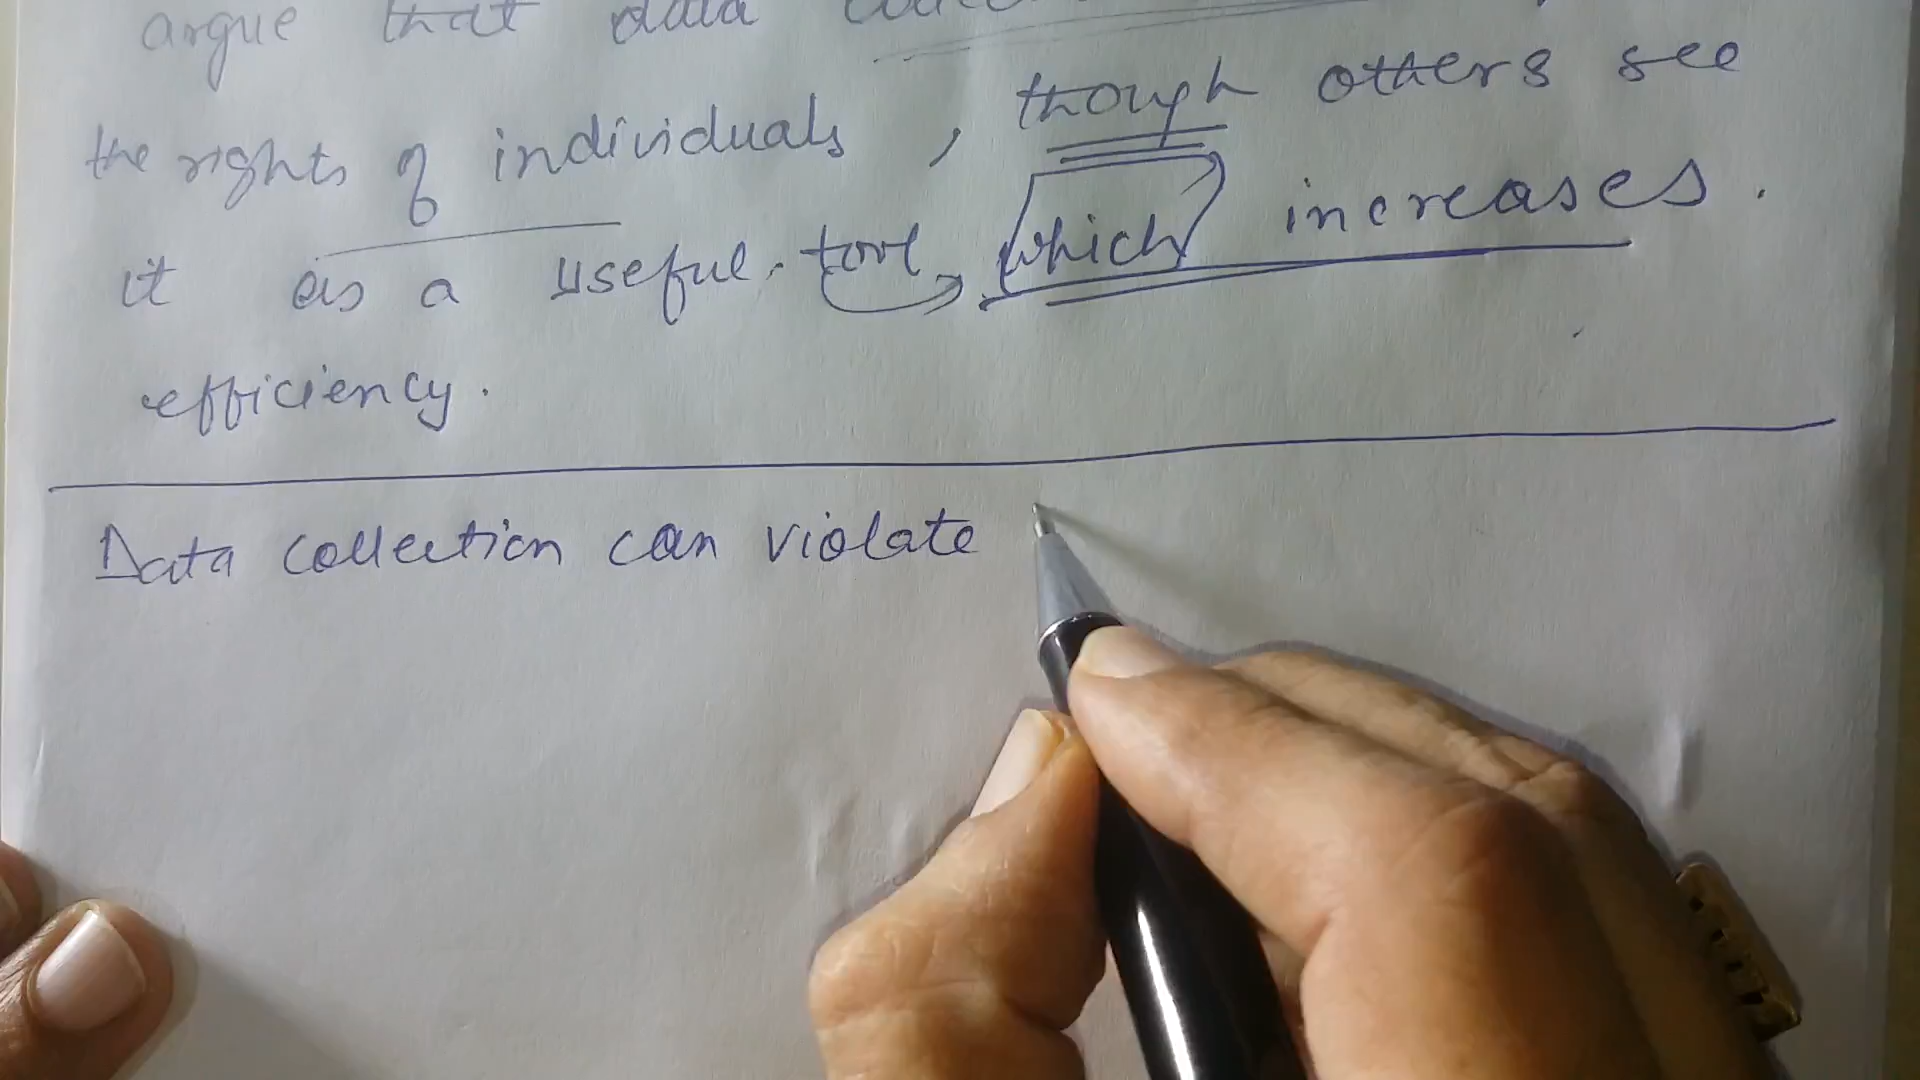 argue that data
the rights of individuals, though others see
it as a useful tool, which increases.
efficiency.
Data collection can violate